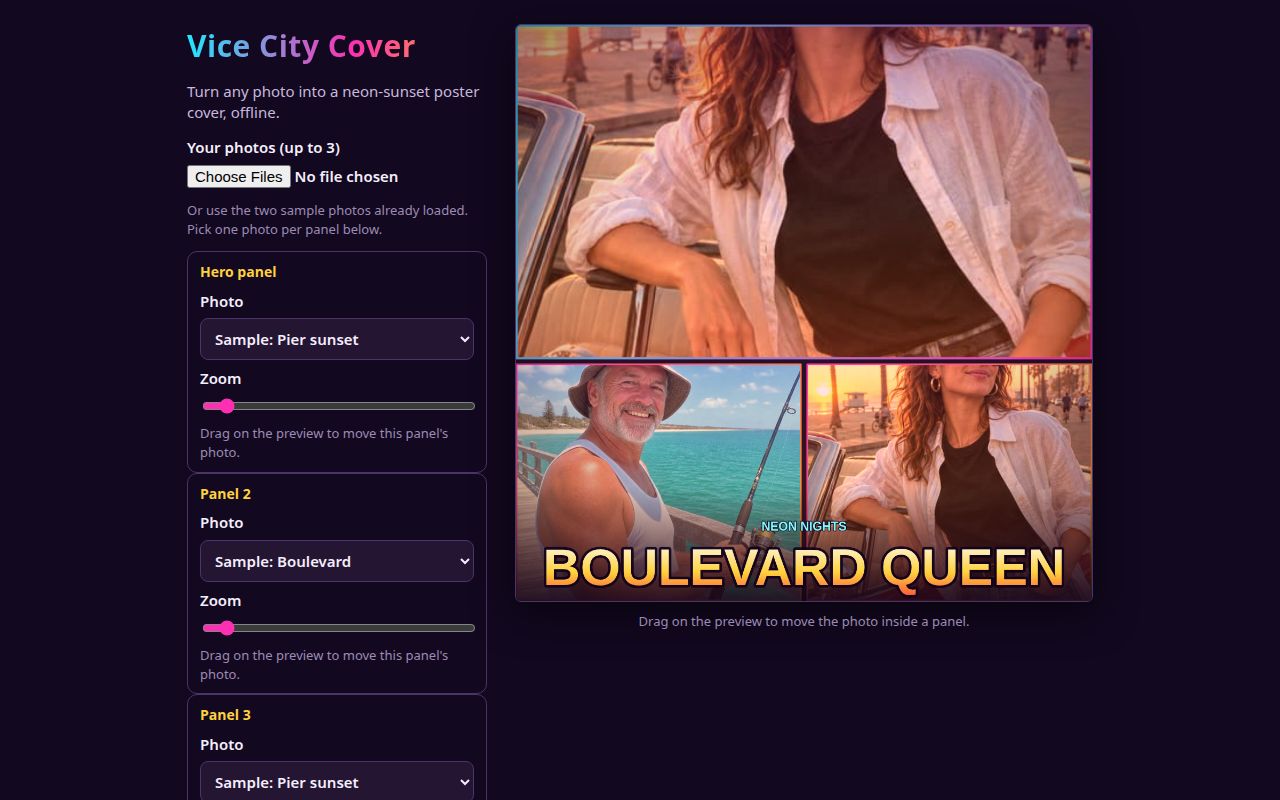 Vice City Cover
Turn any photo into a neon-sunset poster
cover, offline.
Your photos (up to 3)
Choose Files No file chosen
Or use the two sample photos already loaded.
Pick one photo per panel below.
Hero panel
Photo
Sample: Pier sunset
Zoom
Drag on the preview to move this panel's
photo.
Panel 2
Photo
Sample: Boulevard
Zoom
Drag on the preview to move this panel's
photo.
Panel 3
Photo
Sample: Pier sunset
NEON NIGHTS
BOULEVARD QUEEN
Drag on the preview to move the photo inside a panel.